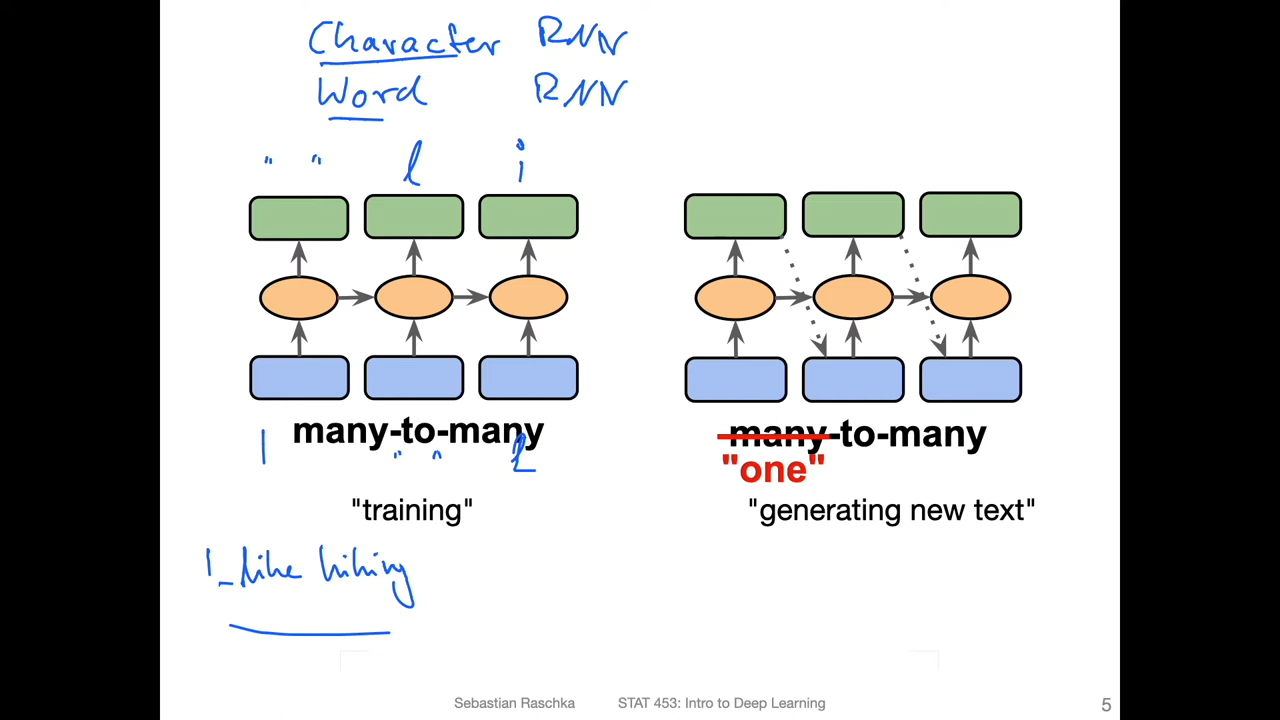 Character RNN
Word RNN
" " l i
many-to-many
I " " l
"training"
I_like hiking
many-to-many
"one"
"generating new text"
Sebastian Raschka STAT 453: Intro to Deep Learning 5